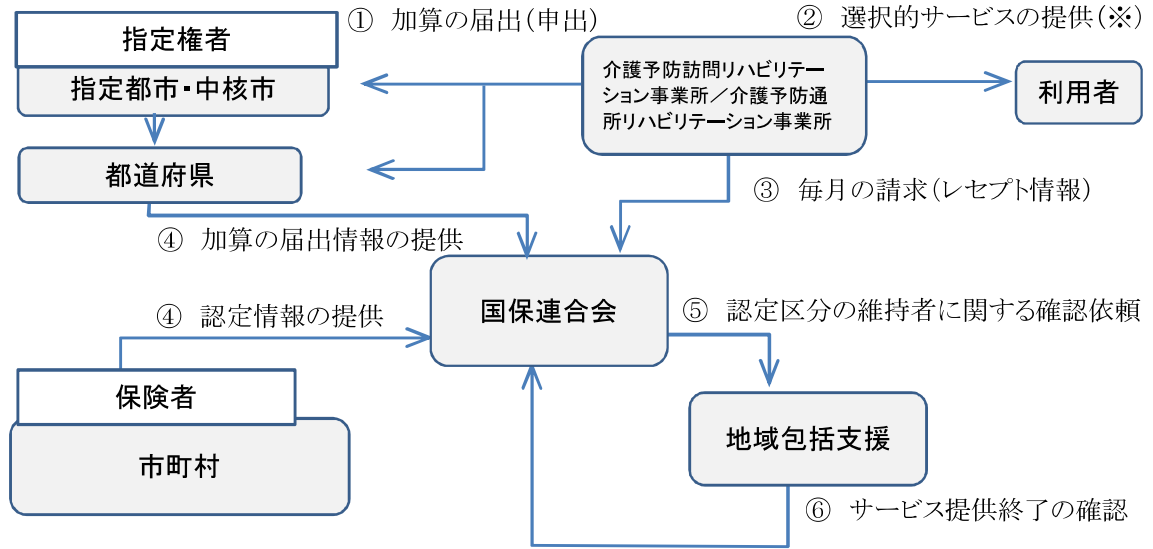 ① 加算の届出(申出)
② 選択的サービスの提供(※)
指定権者
指定都市・中核市
介護予防訪問リハビリテー
ション事業所／介護予防通
所リハビリテーション事業所
利用者
都道府県
③ 毎月の請求(レセプト情報)
④ 加算の届出情報の提供
国保連合会
④ 認定情報の提供
⑤ 認定区分の維持者に関する確認依頼
保険者
市町村
地域包括支援
⑥ サービス提供終了の確認